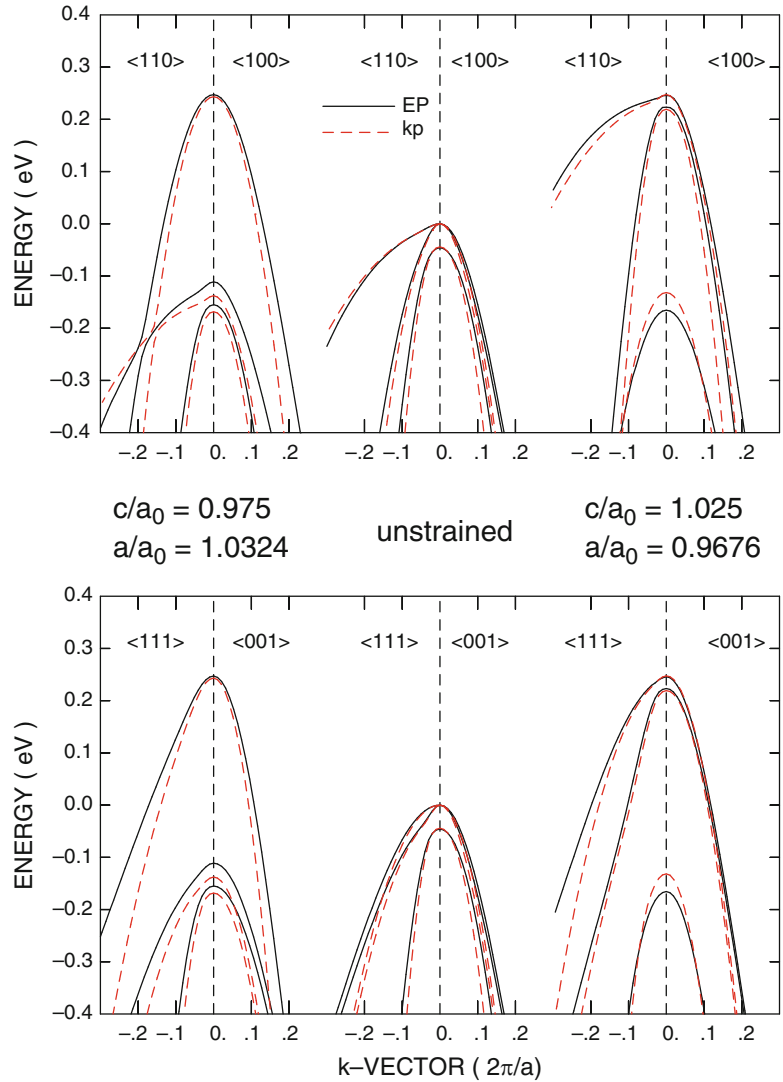 0.4
0.3
0.2
0.1
0.0
−0.1
−0.2
−0.3
−0.4
ENERGY ( eV )
<110> <100> <110> <100> <110> <100>
EP
kp
−.2 −.1 0. .1 .2 −.2 −.1 0. .1 .2 −.2 −.1 0. .1 .2
c/a0 = 0.975
a/a0 = 1.0324
unstrained
c/a0 = 1.025
a/a0 = 0.9676
0.4
0.3
0.2
0.1
0.0
−0.1
−0.2
−0.3
−0.4
ENERGY ( eV )
<111> <001> <111> <001> <111> <001>
−.2 −.1 0. .1 .2 −.2 −.1 0. .1 .2 −.2 −.1 0. .1 .2
k−VECTOR ( 2π/a )